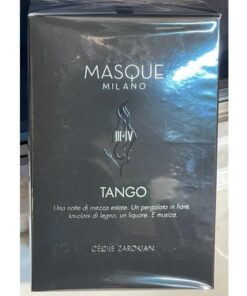 MASQUE
MILANO
III-IV
TANGO
Una notte di mezza estate. Un pergolato in fiore,
tavolani di legno, un liquore. E musica.
CÉCILE ZAROKIAN